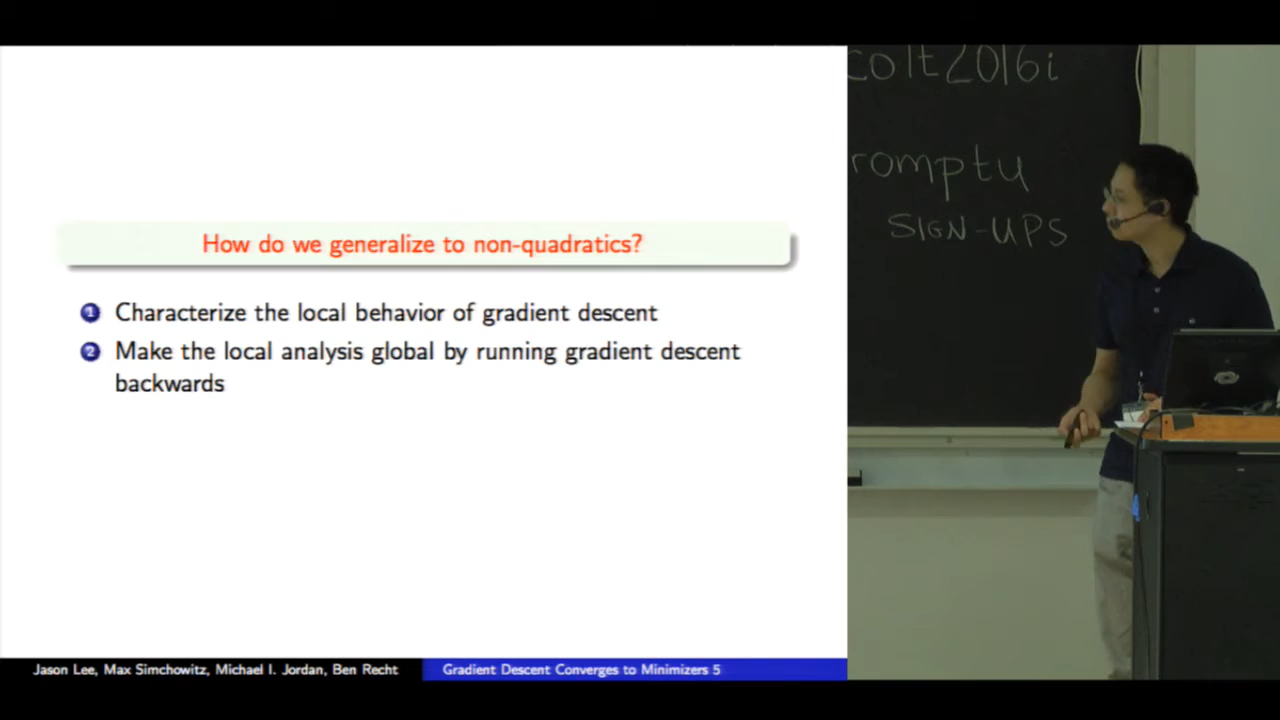 How do we generalize to non-quadratics?
1 Characterize the local behavior of gradient descent
2 Make the local analysis global by running gradient descent
backwards
Jason Lee, Max Simchowitz, Michael I. Jordan, Ben Recht
Gradient Descent Converges to Minimizers 5
colt2016i
romptu
SIGN-UPS